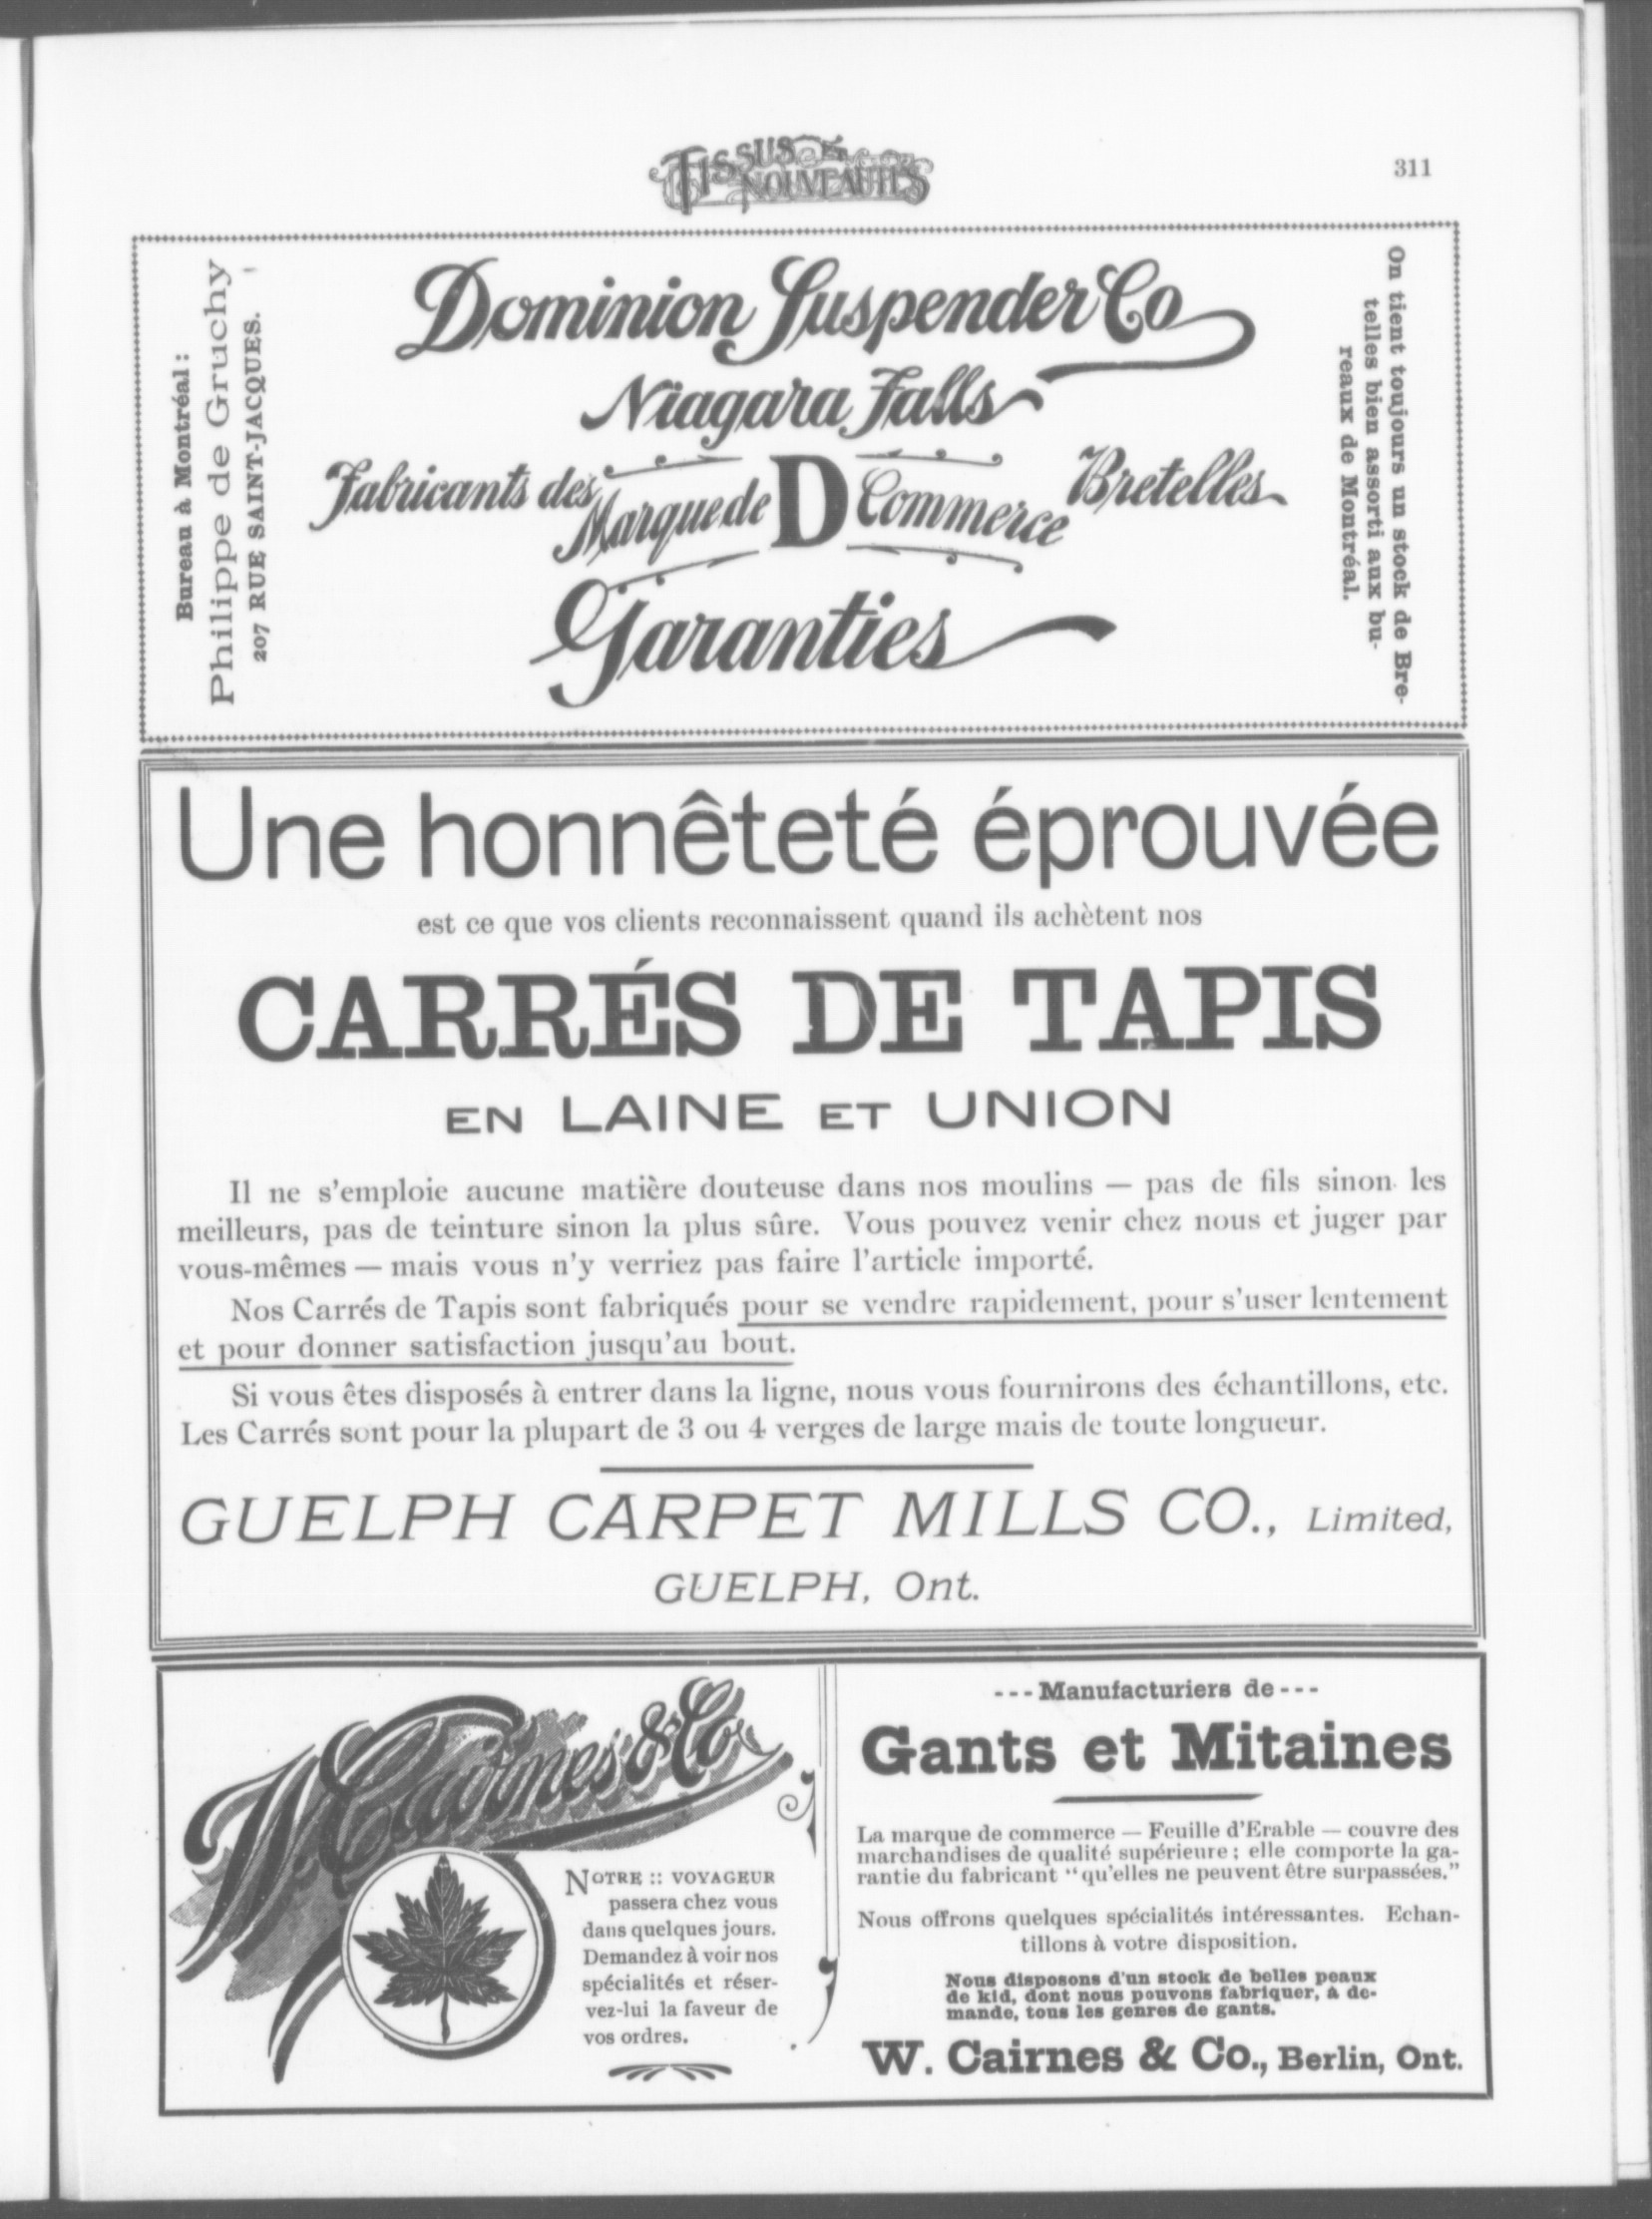 TISSUS ET
NOUVEAUTÉS
311
Bureau à Montréal :
Philippe de Gruchy
207 RUE SAINT-JACQUES.
Dominion Suspender Co
Niagara Falls
Fabricants des Bretelles
Marque de D Commerce
Garanties
On tient toujours un stock de Bre-
telles bien assorti aux bu-
reaux de Montréal.
Une honnêteté éprouvée
est ce que vos clients reconnaissent quand ils achètent nos
CARRÉS DE TAPIS
EN LAINE ET UNION
Il ne s'emploie aucune matière douteuse dans nos moulins — pas de fils sinon les
meilleurs, pas de teinture sinon la plus sûre. Vous pouvez venir chez nous et juger par
vous-mêmes — mais vous n'y verriez pas faire l'article importé.
Nos Carrés de Tapis sont fabriqués pour se vendre rapidement, pour s'user lentement
et pour donner satisfaction jusqu'au bout.
Si vous êtes disposés à entrer dans la ligne, nous vous fournirons des échantillons, etc.
Les Carrés sont pour la plupart de 3 ou 4 verges de large mais de toute longueur.
GUELPH CARPET MILLS CO., Limited,
GUELPH, Ont.
W. Cairnes & Co.
NOTRE :: VOYAGEUR
passera chez vous
dans quelques jours.
Demandez à voir nos
spécialités et réser-
vez-lui la faveur de
vos ordres.
- - - Manufacturiers de - - -
Gants et Mitaines
La marque de commerce — Feuille d'Erable — couvre des
marchandises de qualité supérieure ; elle comporte la ga-
rantie du fabricant "qu'elles ne peuvent être surpassées."
Nous offrons quelques spécialités intéressantes. Echan-
tillons à votre disposition.
Nous disposons d'un stock de belles peaux
de kid, dont nous pouvons fabriquer, à de-
mande, tous les genres de gants.
W. Cairnes & Co., Berlin, Ont.